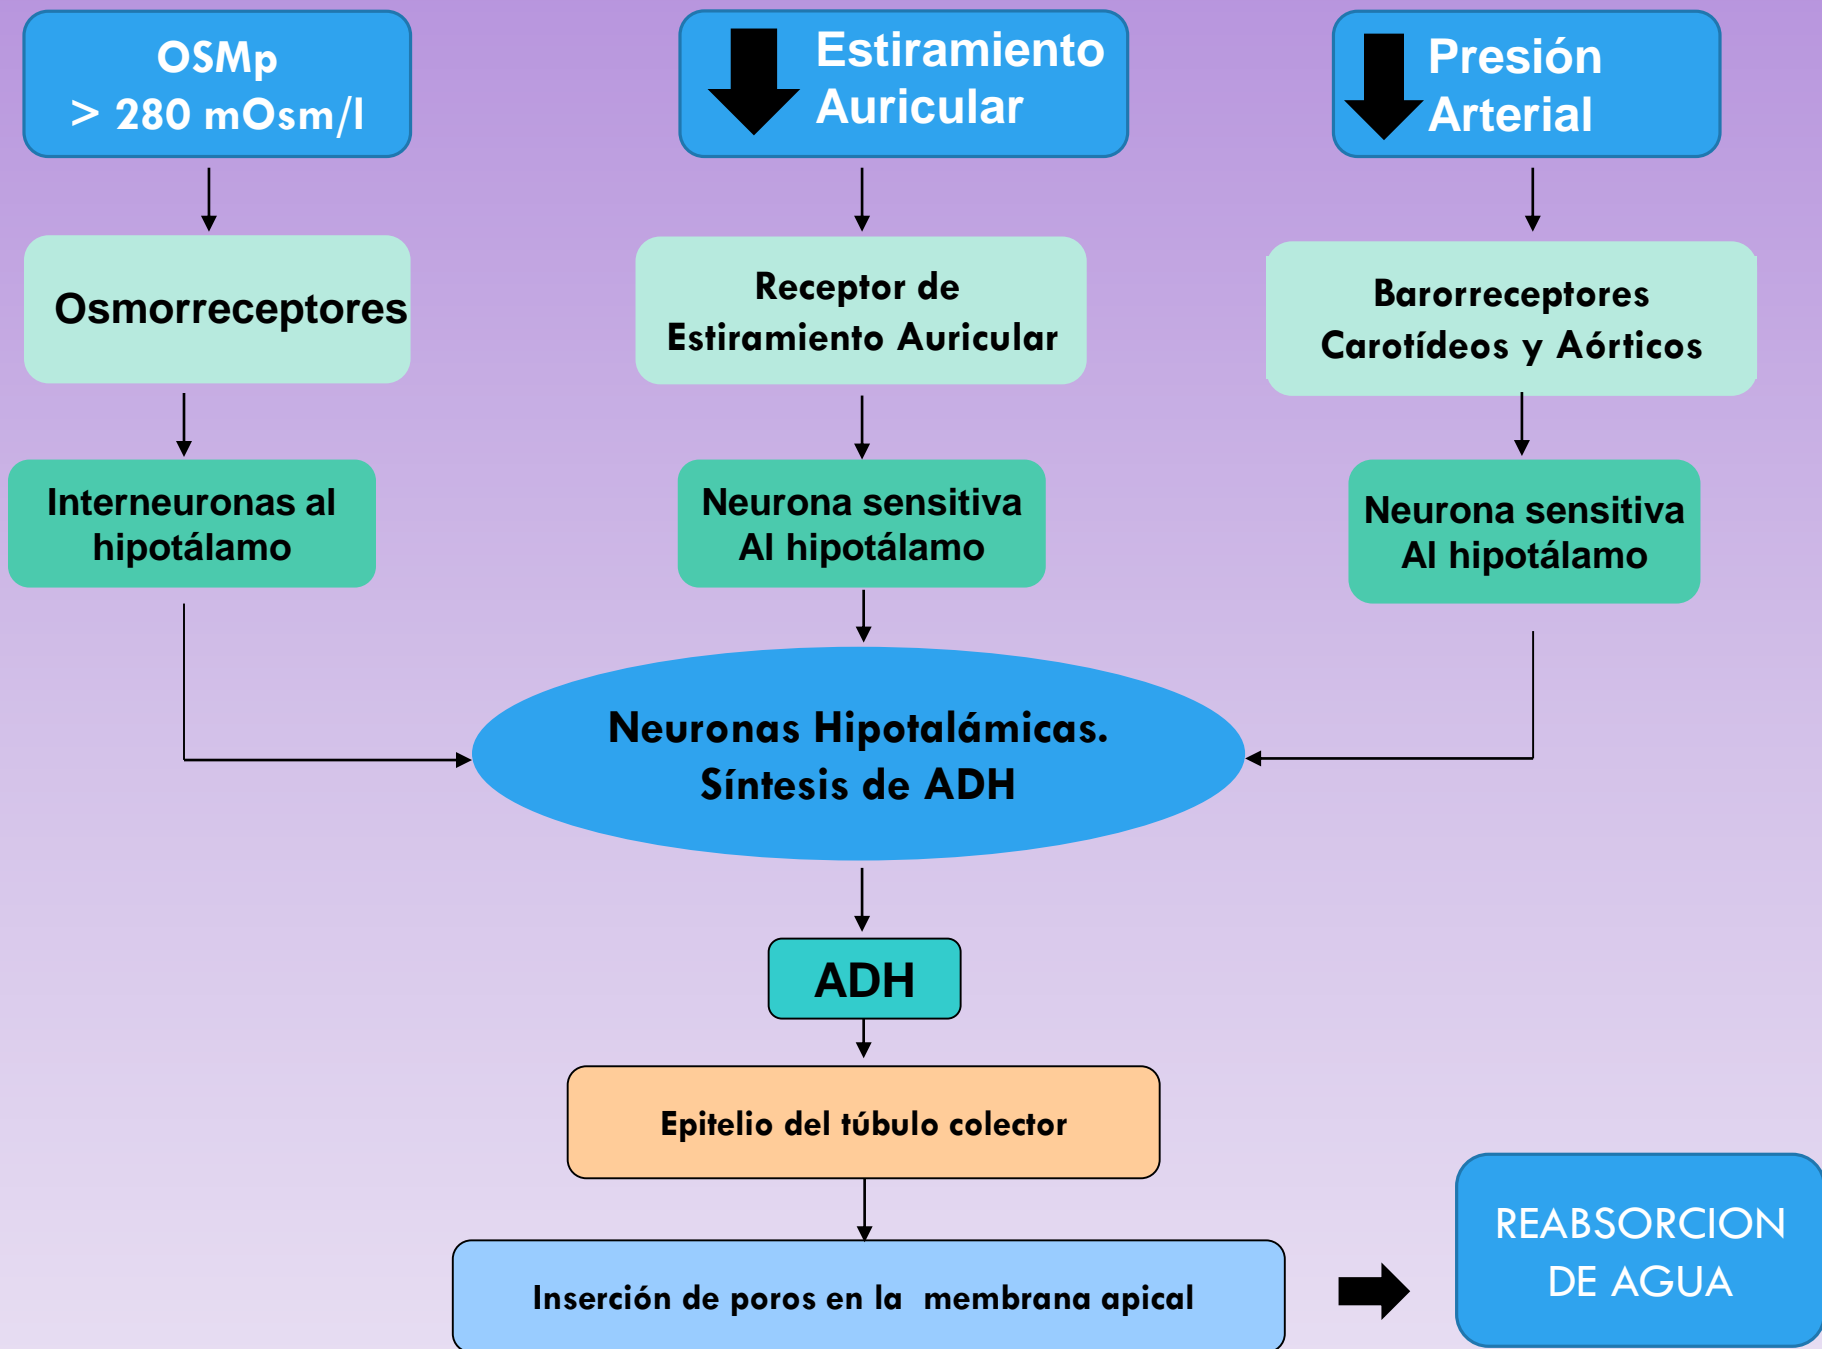 OSMp
> 280 mOsm/l
Estiramiento
Auricular
Presión
Arterial
Osmorreceptores
Receptor de
Estiramiento Auricular
Barorreceptores
Carotídeos y Aórticos
Interneuronas al
hipotálamo
Neurona sensitiva
Al hipotálamo
Neurona sensitiva
Al hipotálamo
Neuronas Hipotalámicas.
Síntesis de ADH
ADH
Epitelio del túbulo colector
Inserción de poros en la membrana apical
REABSORCION
DE AGUA